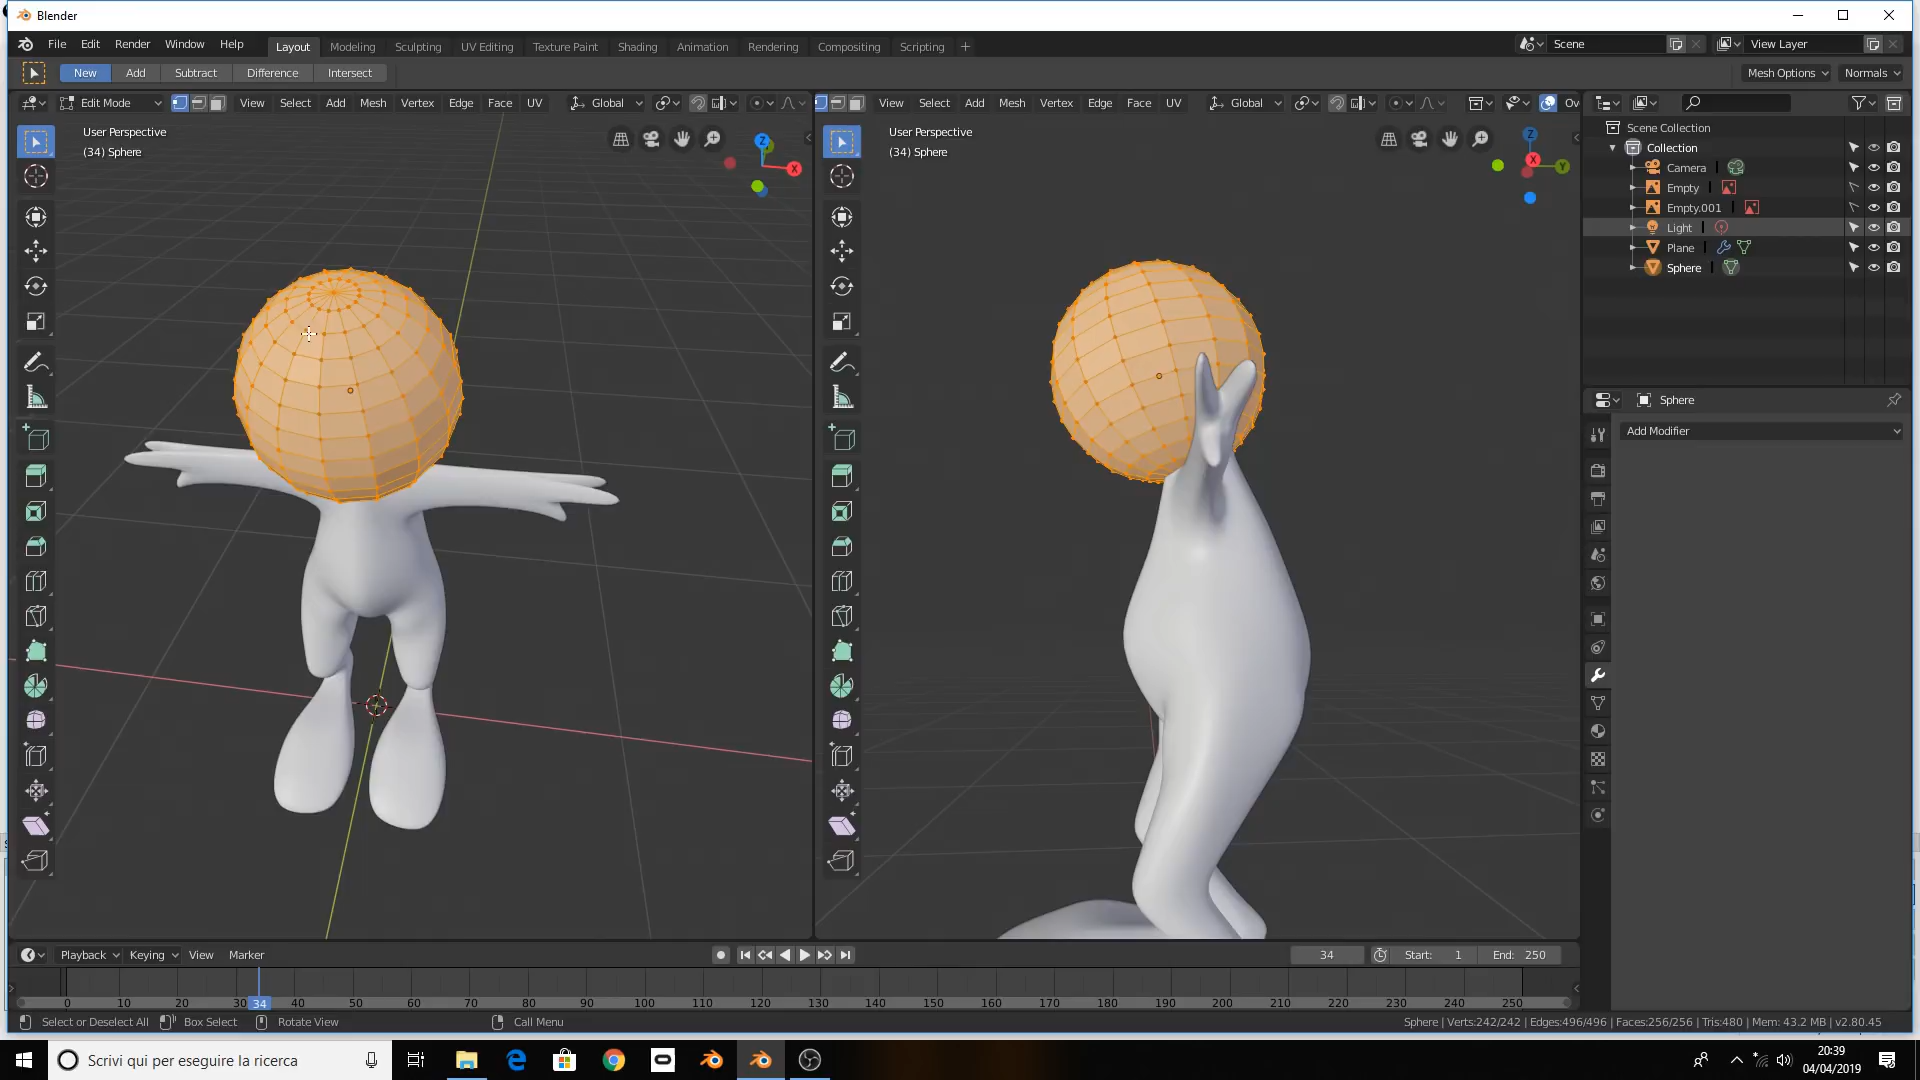 Blender
File Edit Render Window Help
Layout Modeling Sculpting UV Editing Texture Paint Shading Animation Rendering Compositing Scripting +
Scene
View Layer
New Add Subtract Difference Intersect
Mesh Options Normals
Edit Mode View Select Add Mesh Vertex Edge Face UV Global
View Select Add Mesh Vertex Edge Face UV Global Ov
User Perspective
(34) Sphere
Z
X
User Perspective
(34) Sphere
Z
X
Y
Scene Collection
Collection
Camera
Empty
Empty.001
Light
Plane
Sphere
Sphere
Add Modifier
Playback Keying View Marker
34
Start: 1
End: 250
0 10 20 30 34 40 50 60 70 80 90 100 110 120 130 140 150 160 170 180 190 200 210 220 230 240 250
Select or Deselect All Box Select Rotate View Call Menu
Sphere | Verts:242/242 | Edges:496/496 | Faces:256/256 | Tris:480 | Mem: 43.2 MB | v2.80.45
Scrivi qui per eseguire la ricerca
20:39
04/04/2019